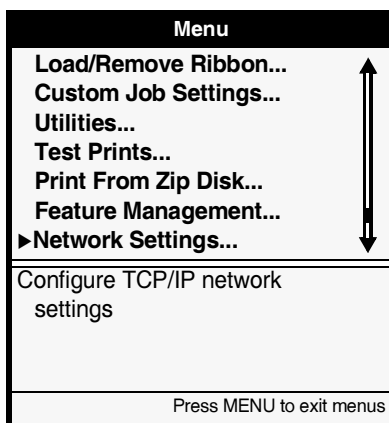 Menu
Load/Remove Ribbon...
Custom Job Settings...
Utilities...
Test Prints...
Print From Zip Disk...
Feature Management...
▶Network Settings...
Configure TCP/IP network
settings
Press MENU to exit menus